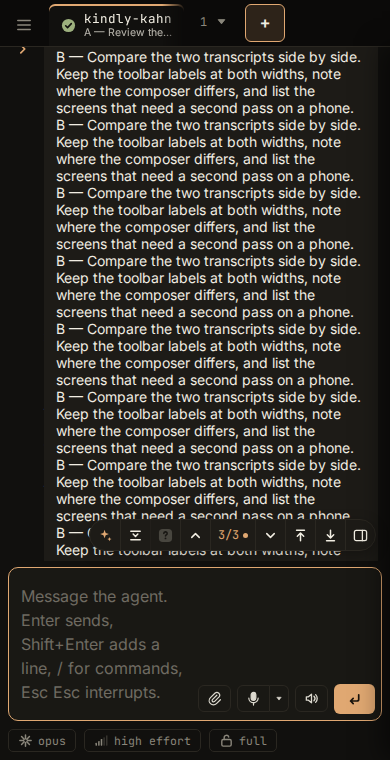 kindly-kahn
A — Review the...
1
+
B — Compare the two transcripts side by side.
Keep the toolbar labels at both widths, note
where the composer differs, and list the
screens that need a second pass on a phone.
B — Compare the two transcripts side by side.
Keep the toolbar labels at both widths, note
where the composer differs, and list the
screens that need a second pass on a phone.
B — Compare the two transcripts side by side.
Keep the toolbar labels at both widths, note
where the composer differs, and list the
screens that need a second pass on a phone.
B — Compare the two transcripts side by side.
Keep the toolbar labels at both widths, note
where the composer differs, and list the
screens that need a second pass on a phone.
B — Compare the two transcripts side by side.
Keep the toolbar labels at both widths, note
where the composer differs, and list the
screens that need a second pass on a phone.
B — Compare the two transcripts side by side.
Keep the toolbar labels at both widths, note
where the composer differs, and list the
screens that need a second pass on a phone.
B — Compare the two transcripts side by side.
Keep the toolbar labels at both widths, note
where the composer differs, and list the
screens that need a second pass on a phone.
B —
?
3/3
Keep the toolbar labels at both widths, note
Message the agent.
Enter sends,
Shift+Enter adds a
line, / for commands,
Esc Esc interrupts.
opus
high effort
full